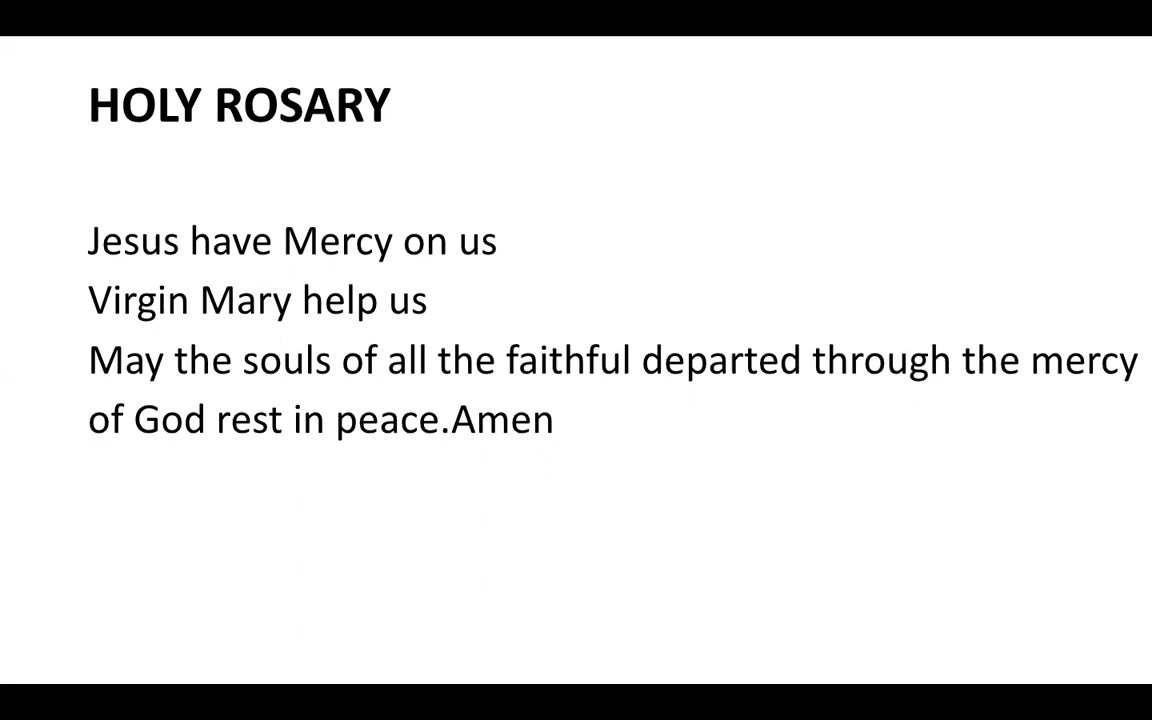 HOLY ROSARY
Jesus have Mercy on us
Virgin Mary help us
May the souls of all the faithful departed through the mercy
of God rest in peace.Amen